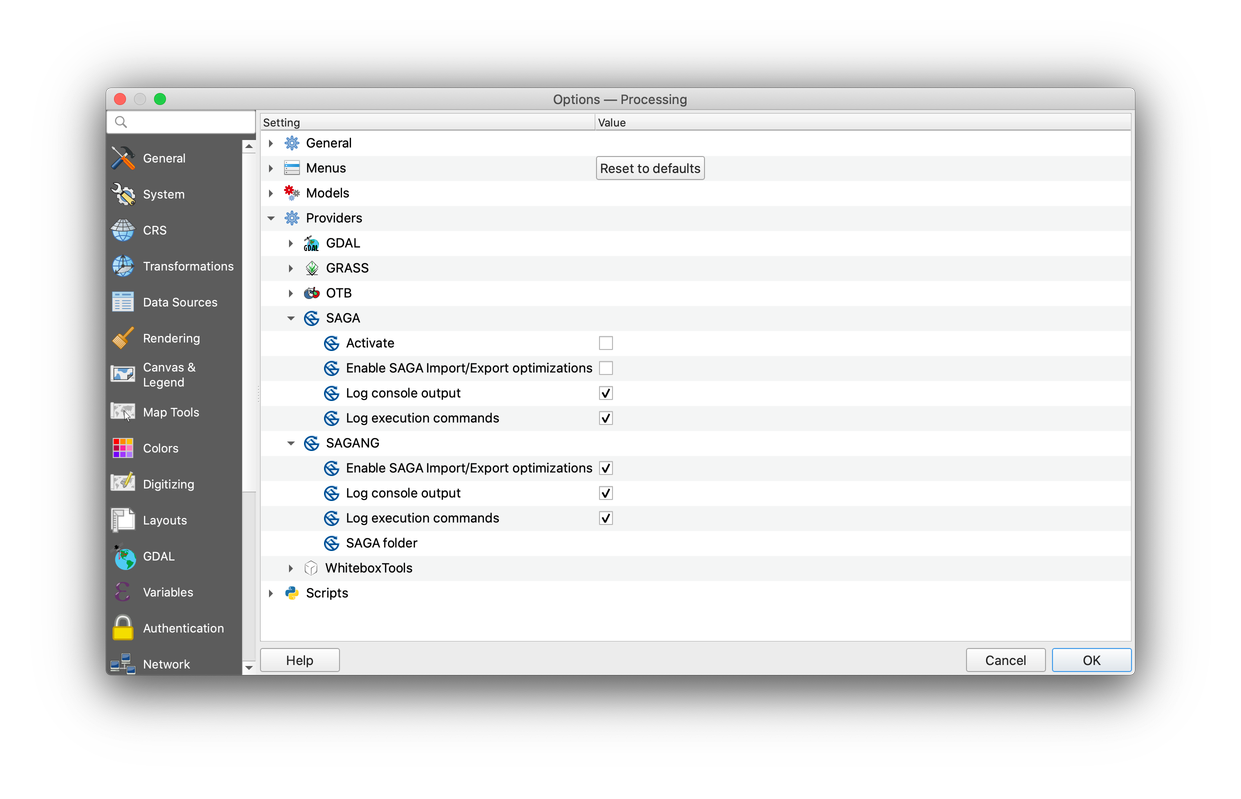 Options — Processing
General
System
CRS
Transformations
Data Sources
Rendering
Canvas &
Legend
Map Tools
Colors
Digitizing
Layouts
GDAL
Variables
Authentication
Network
Setting Value
General
Menus Reset to defaults
Models
Providers
GDAL
GRASS
OTB
SAGA
Activate
Enable SAGA Import/Export optimizations
Log console output
Log execution commands
SAGANG
Enable SAGA Import/Export optimizations
Log console output
Log execution commands
SAGA folder
WhiteboxTools
Scripts
Help Cancel OK